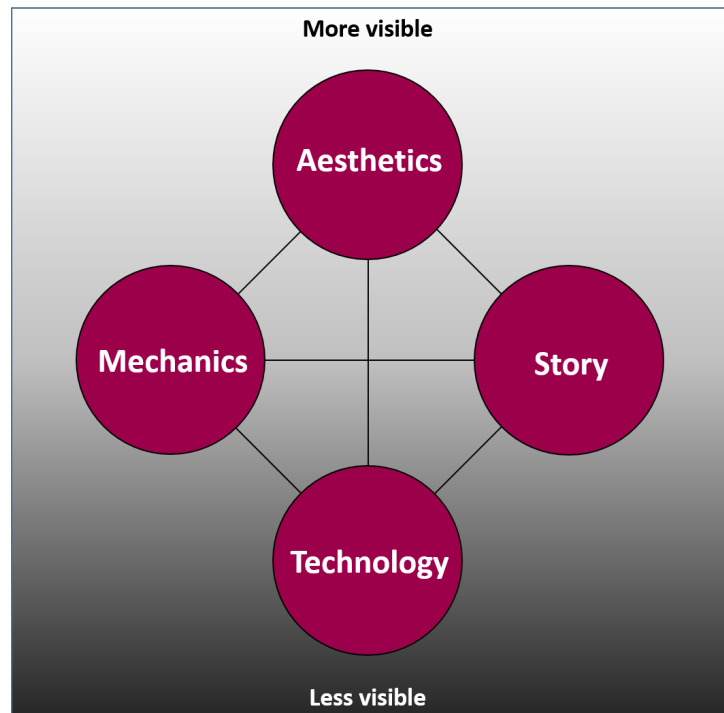 More visible
Aesthetics
Mechanics
Story
Technology
Less visible